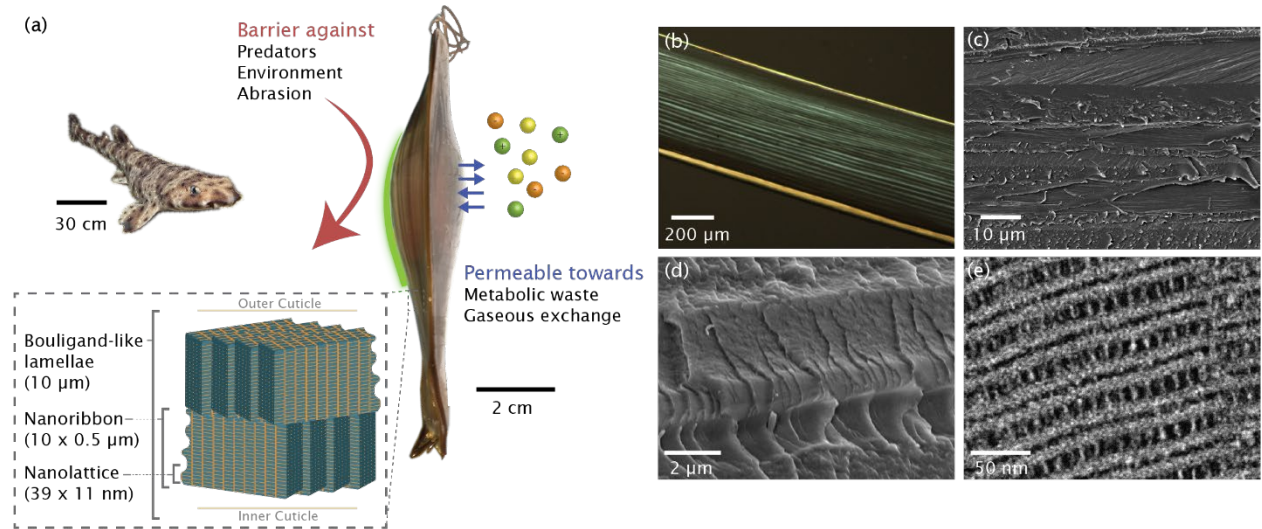 (a)
Barrier against
Predators
Environment
Abrasion
30 cm
Permeable towards
Metabolic waste
Gaseous exchange
2 cm
Outer Cuticle
Bouligand-like
lamellae
(10 µm)
Nanoribbon
(10 x 0.5 µm)
Nanolattice
(39 x 11 nm)
Inner Cuticle
(b)
200 µm
(c)
10 µm
(d)
2 µm
(e)
50 nm